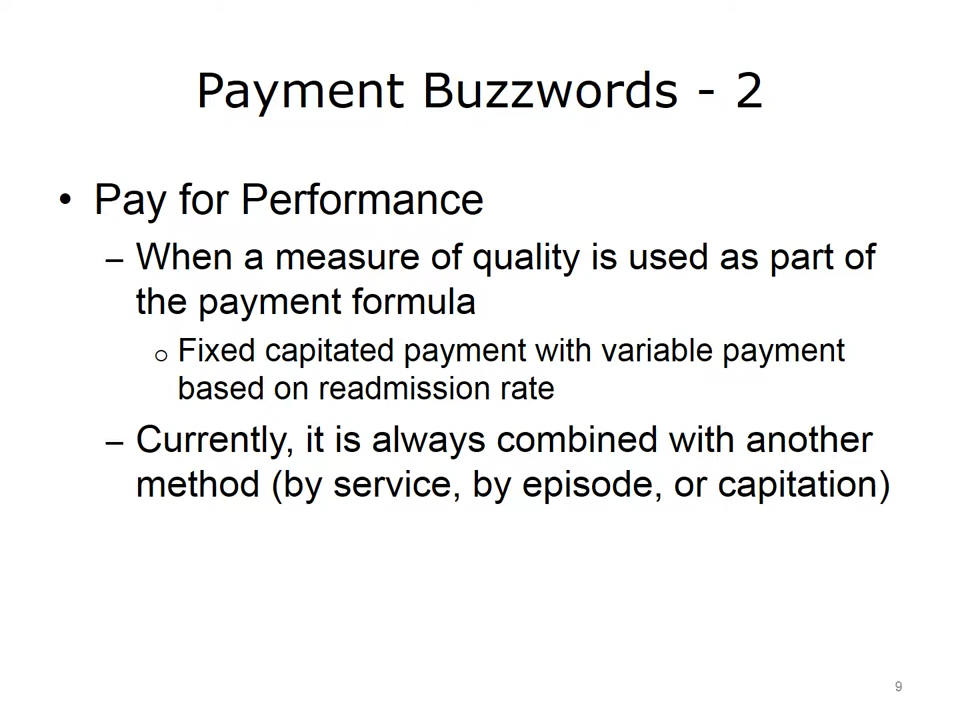 Payment Buzzwords - 2
• Pay for Performance
– When a measure of quality is used as part of
the payment formula
o Fixed capitated payment with variable payment
based on readmission rate
– Currently, it is always combined with another
method (by service, by episode, or capitation)
9